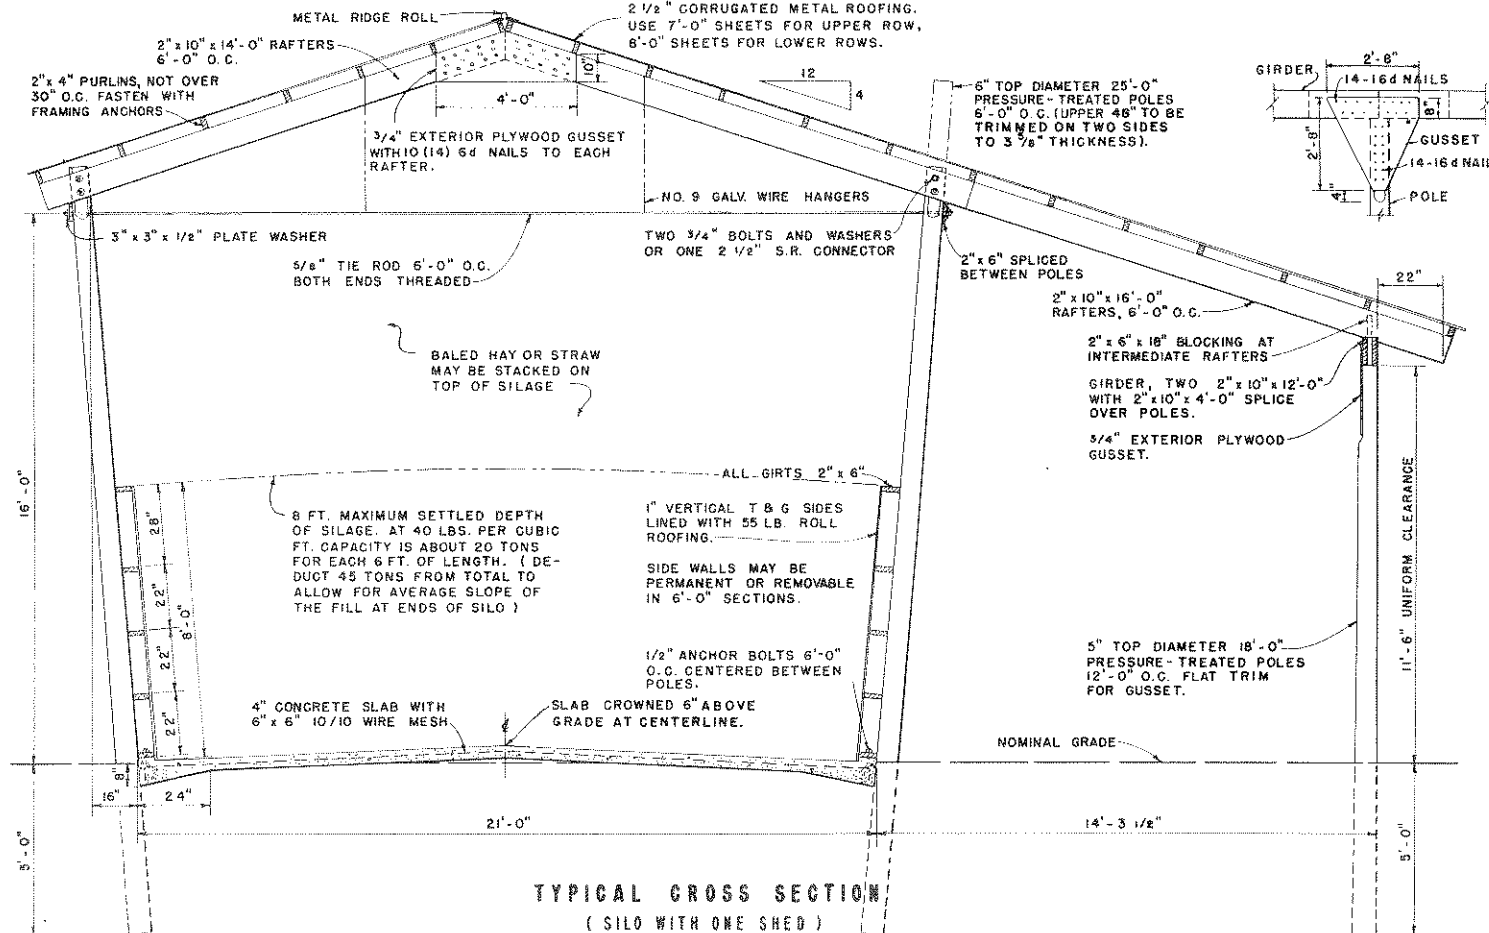 METAL RIDGE ROLL
2"x 10"x 14'-0" RAFTERS
6'-0" O.C.
2"x 4" PURLINS, NOT OVER
30" O.C. FASTEN WITH
FRAMING ANCHORS
2 1/2" CORRUGATED METAL ROOFING.
USE 7'-0" SHEETS FOR UPPER ROW,
8'-0" SHEETS FOR LOWER ROWS.
10"
4'-0"
3/4" EXTERIOR PLYWOOD GUSSET
WITH 10 (14) 6d NAILS TO EACH
RAFTER.
12
4
6" TOP DIAMETER 25'-0"
PRESSURE-TREATED POLES
6'-0" O.C. (UPPER 48" TO BE
TRIMMED ON TWO SIDES
TO 3 5/8" THICKNESS).
GIRDER
2'-8"
14-16d NAILS
8"
2'-8"
GUSSET
14-16d NAIL
4"
POLE
NO. 9 GALV. WIRE HANGERS
3"x 3"x 1/2" PLATE WASHER
TWO 3/4" BOLTS AND WASHERS
OR ONE 2 1/2" S.R. CONNECTOR
5/8" TIE ROD 6'-0" O.C.
BOTH ENDS THREADED
2"x 6" SPLICED
BETWEEN POLES
22"
2"x 10"x 16'-0"
RAFTERS, 6'-0" O.C.
2"x 6"x 18" BLOCKING AT
INTERMEDIATE RAFTERS
GIRDER, TWO 2"x 10"x 12'-0"
WITH 2"x 10"x 4'-0" SPLICE
OVER POLES.
3/4" EXTERIOR PLYWOOD
GUSSET.
BALED HAY OR STRAW
MAY BE STACKED ON
TOP OF SILAGE
ALL GIRTS 2"x 6"
16'-0"
28"
22"
22"
22"
8'-0"
8 FT. MAXIMUM SETTLED DEPTH
OF SILAGE. AT 40 LBS. PER CUBIC
FT. CAPACITY IS ABOUT 20 TONS
FOR EACH 6 FT. OF LENGTH. ( DE-
DUCT 45 TONS FROM TOTAL TO
ALLOW FOR AVERAGE SLOPE OF
THE FILL AT ENDS OF SILO )
1" VERTICAL T & G SIDES
LINED WITH 55 LB. ROLL
ROOFING.
SIDE WALLS MAY BE
PERMANENT OR REMOVABLE
IN 6'-0" SECTIONS.
1/2" ANCHOR BOLTS 6'-0"
O.C. CENTERED BETWEEN
POLES.
11'-6" UNIFORM CLEARANCE
5" TOP DIAMETER 18'-0"
PRESSURE-TREATED POLES
12'-0" O.C. FLAT TRIM
FOR GUSSET.
4" CONCRETE SLAB WITH
6"x 6" 10/10 WIRE MESH
SLAB CROWNED 6" ABOVE
GRADE AT CENTERLINE.
NOMINAL GRADE
8"
16"
24"
21'-0"
14'-3 1/2"
5'-0"
5'-0"
TYPICAL CROSS SECTION
( SILO WITH ONE SHED )